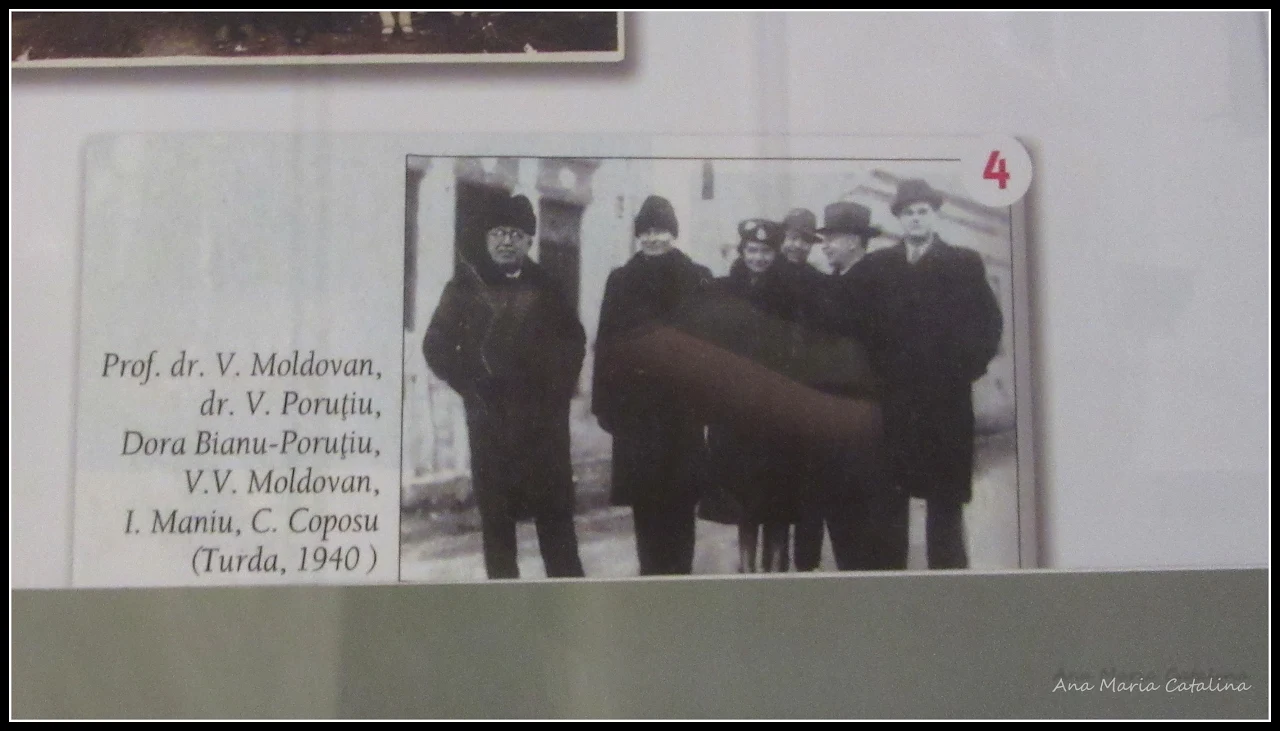 4
Prof. dr. V. Moldovan,
dr. V. Poruţiu,
Dora Bianu-Poruţiu,
V.V. Moldovan,
I. Maniu, C. Coposu
(Turda, 1940 )
Ana Maria Catalina